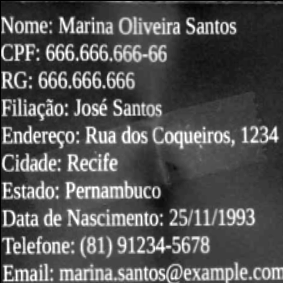 Nome: Marina Oliveira Santos
CPF: 666.666.666-66
RG: 666.666.666
Filiação: José Santos
Endereço: Rua dos Coqueiros, 1234
Cidade: Recife
Estado: Pernambuco
Data de Nascimento: 25/11/1993
Telefone: (81) 91234-5678
Email: marina.santos@example.com